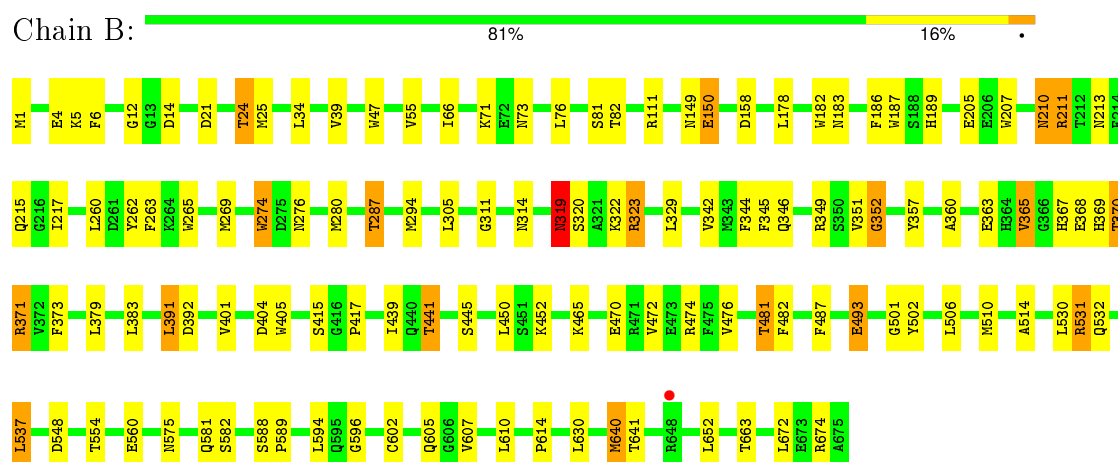 Chain B:
81% 16% •
M1 E4 K5 F6 G12 G13 D14 D21 T24 M25 L34 V39 W47 V55 I66 K71 E72 N73 L76 S81 T82 R111 N149 E150 D158 L178 W182 N183 F186 W187 S188 H189 E205 E206 W207 N210 R211 T212 N213 F214
Q215 G216 I217 L260 D261 Y262 F263 K264 W265 M269 W274 D275 N276 M280 T287 M294 L305 G311 N314 N319 S320 A321 K322 R323 L329 V342 M343 F344 F345 Q346 R349 S350 V351 G352 Y357 A360 E363 H364 V365 G366 H367 E368 H369 T370
R371 V372 F373 L379 L383 L391 D392 V401 D404 W405 S415 G416 P417 I439 Q440 T441 S445 L450 S451 K452 K465 E470 R471 V472 E473 R474 F475 V476 T481 F482 F487 E493 G501 Y502 L506 M510 A514 L530 R531 Q532
L537 D548 T554 E560 N575 Q581 S582 S588 P589 L594 Q595 G596 C602 Q605 G606 V607 L610 P614 L630 M640 T641 R648 L652 T663 L672 E673 R674 A675